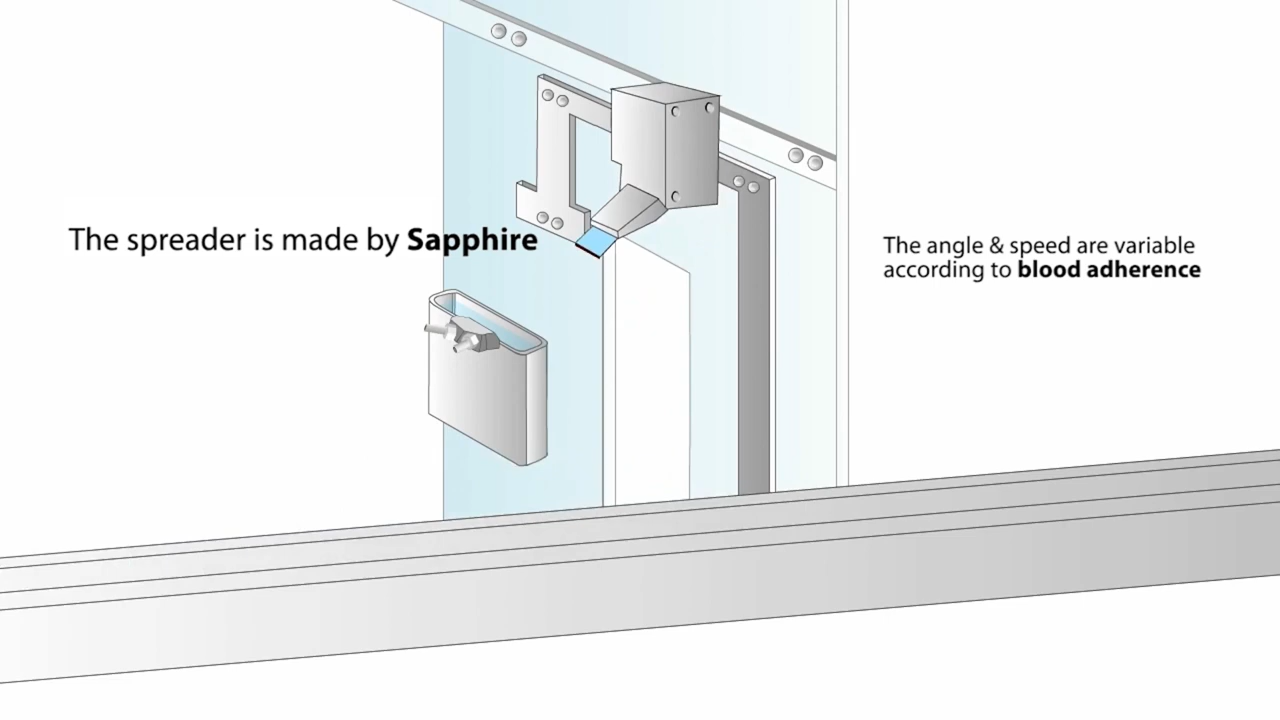 The spreader is made by Sapphire
The angle & speed are variable
according to blood adherence